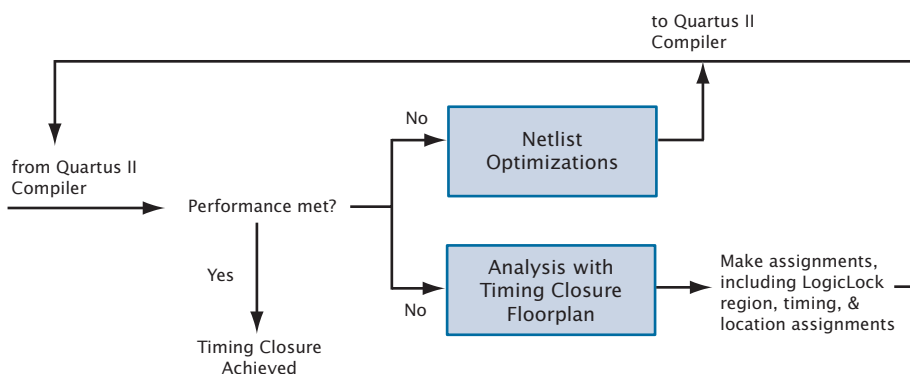 to Quartus II
Compiler
No
Netlist
Optimizations
from Quartus II
Compiler
Performance met?
Yes
No
Analysis with
Timing Closure
Floorplan
Make assignments,
including LogicLock
region, timing, &
location assignments
Timing Closure
Achieved